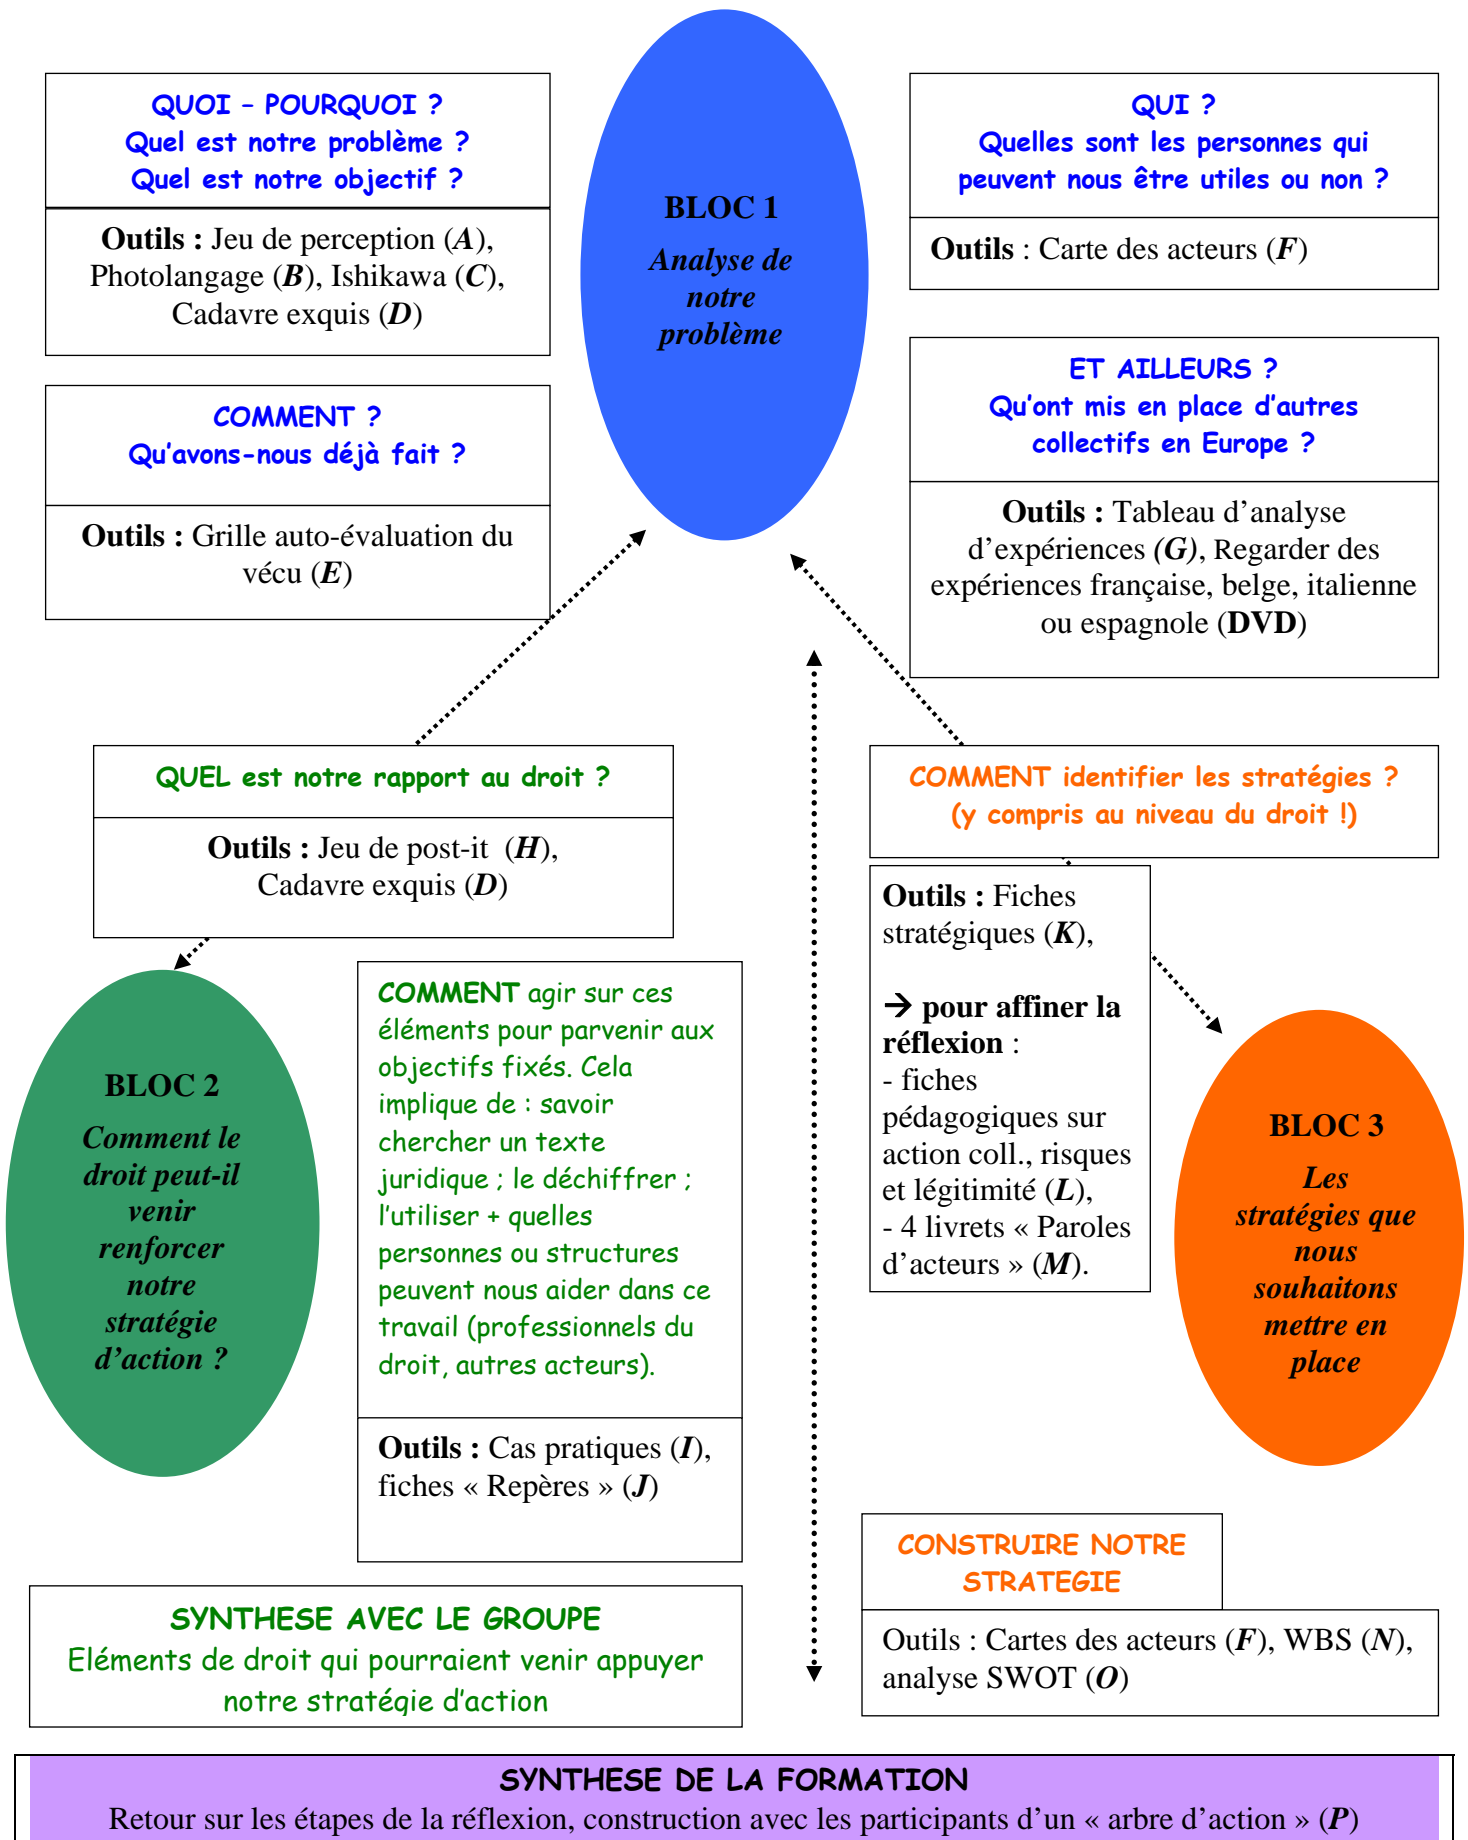 QUOI – POURQUOI ?
Quel est notre problème ?
Quel est notre objectif ?
Outils : Jeu de perception (A),
Photolangage (B), Ishikawa (C),
Cadavre exquis (D)
COMMENT ?
Qu'avons-nous déjà fait ?
Outils : Grille auto-évaluation du
vécu (E)
BLOC 1
Analyse de
notre
problème
QUI ?
Quelles sont les personnes qui
peuvent nous être utiles ou non ?
Outils : Carte des acteurs (F)
ET AILLEURS ?
Qu'ont mis en place d'autres
collectifs en Europe ?
Outils : Tableau d'analyse
d'expériences (G), Regarder des
expériences française, belge, italienne
ou espagnole (DVD)
QUEL est notre rapport au droit ?
Outils : Jeu de post-it (H),
Cadavre exquis (D)
BLOC 2
Comment le
droit peut-il
venir
renforcer
notre
stratégie
d'action ?
COMMENT agir sur ces
éléments pour parvenir aux
objectifs fixés. Cela
implique de : savoir
chercher un texte
juridique ; le déchiffrer ;
l'utiliser + quelles
personnes ou structures
peuvent nous aider dans ce
travail (professionnels du
droit, autres acteurs).
Outils : Cas pratiques (I),
fiches « Repères » (J)
SYNTHESE AVEC LE GROUPE
Eléments de droit qui pourraient venir appuyer
notre stratégie d'action
COMMENT identifier les stratégies ?
(y compris au niveau du droit !)
Outils : Fiches
stratégiques (K),
→ pour affiner la
réflexion :
- fiches
pédagogiques sur
action coll., risques
et légitimité (L),
- 4 livrets « Paroles
d'acteurs » (M).
BLOC 3
Les
stratégies que
nous
souhaitons
mettre en
place
CONSTRUIRE NOTRE
STRATEGIE
Outils : Cartes des acteurs (F), WBS (N),
analyse SWOT (O)
SYNTHESE DE LA FORMATION
Retour sur les étapes de la réflexion, construction avec les participants d'un « arbre d'action » (P)